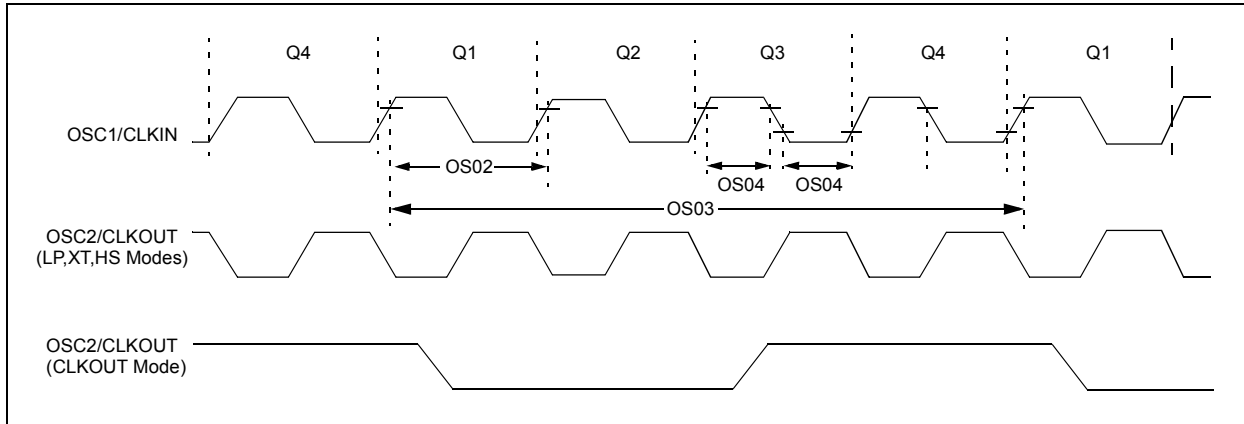 Q4 Q1 Q2 Q3 Q4 Q1
OSC1/CLKIN
OS02
OS04 OS04
OS03
OSC2/CLKOUT
(LP,XT,HS Modes)
OSC2/CLKOUT
(CLKOUT Mode)